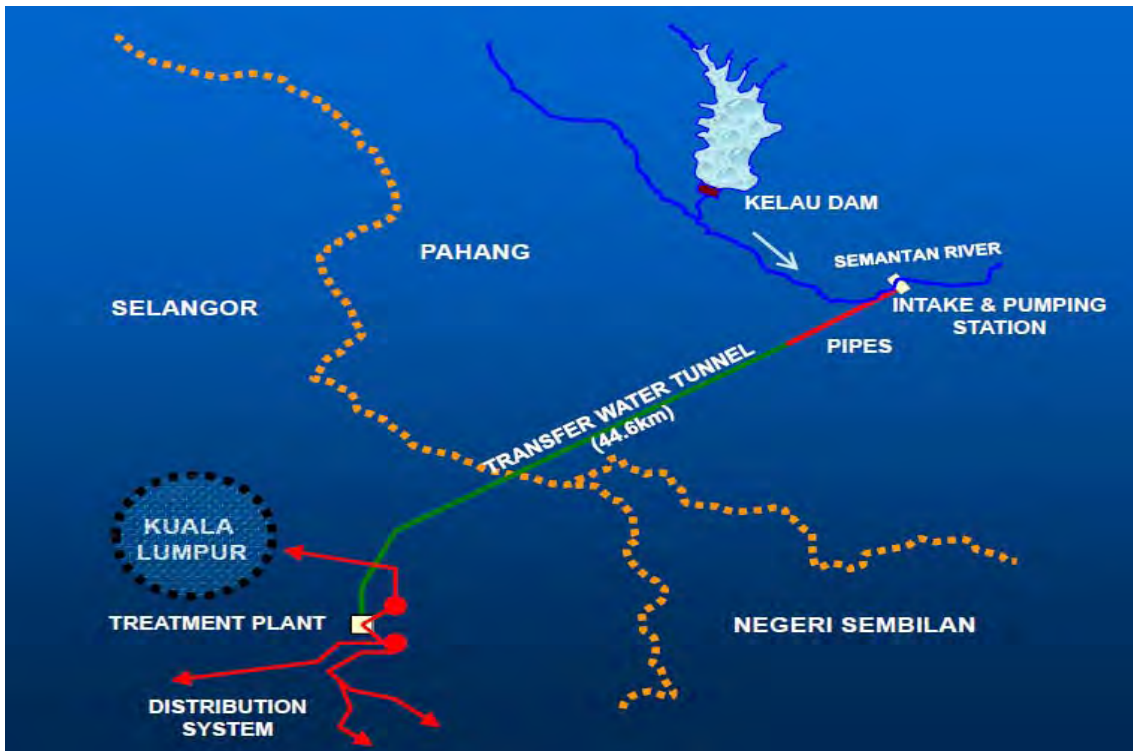 KELAU DAM
PAHANG
SEMANTAN RIVER
SELANGOR
INTAKE & PUMPING
STATION
PIPES
TRANSFER WATER TUNNEL
(44.6km)
KUALA
LUMPUR
TREATMENT PLANT
NEGERI SEMBILAN
DISTRIBUTION
SYSTEM